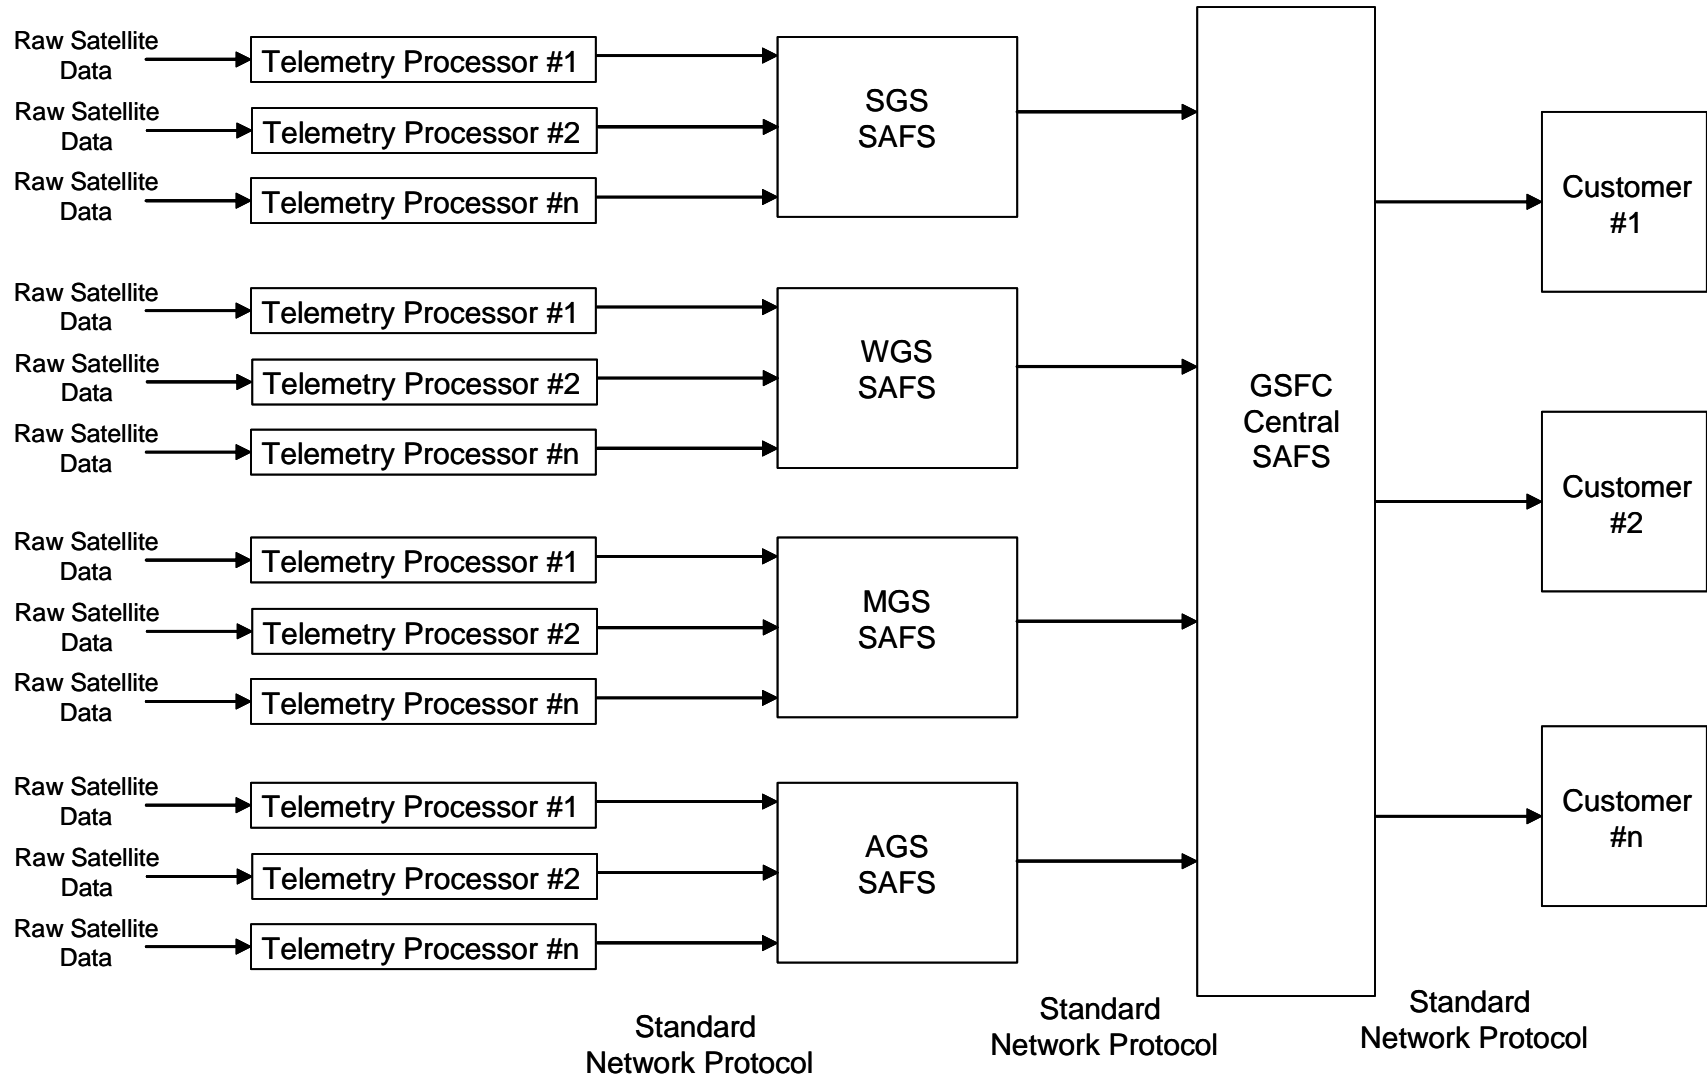 Raw Satellite
Data
Telemetry Processor #1
Raw Satellite
Data
Telemetry Processor #2
Raw Satellite
Data
Telemetry Processor #n
SGS
SAFS
Raw Satellite
Data
Telemetry Processor #1
Raw Satellite
Data
Telemetry Processor #2
Raw Satellite
Data
Telemetry Processor #n
WGS
SAFS
Raw Satellite
Data
Telemetry Processor #1
Raw Satellite
Data
Telemetry Processor #2
Raw Satellite
Data
Telemetry Processor #n
MGS
SAFS
Raw Satellite
Data
Telemetry Processor #1
Raw Satellite
Data
Telemetry Processor #2
Raw Satellite
Data
Telemetry Processor #n
AGS
SAFS
GSFC
Central
SAFS
Customer
#1
Customer
#2
Customer
#n
Standard
Network Protocol
Standard
Network Protocol
Standard
Network Protocol